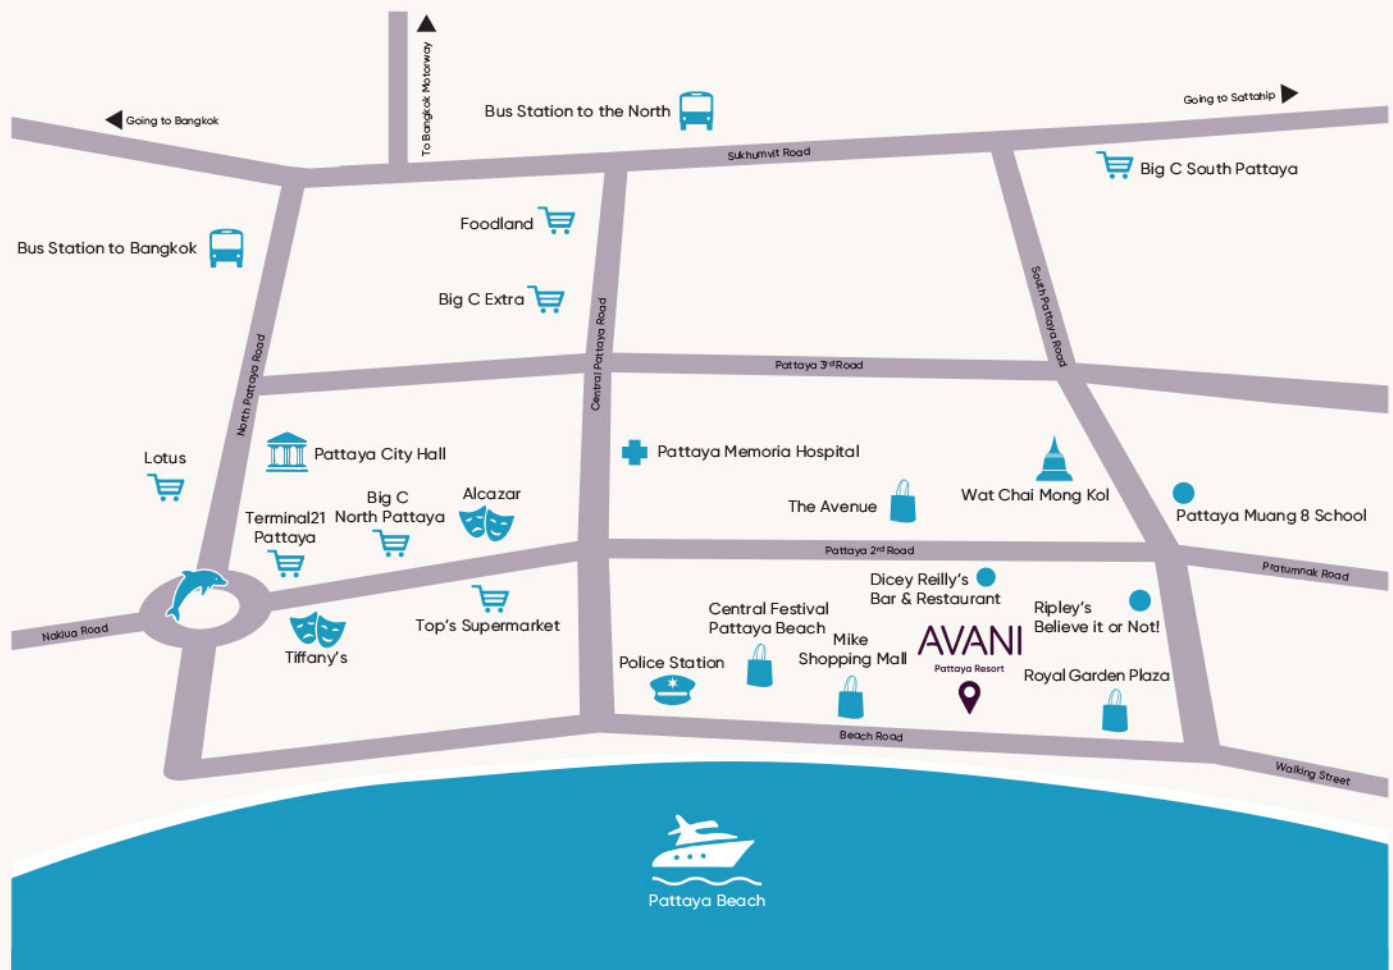 To Bangkok Motorway
Going to Bangkok
Bus Station to the North
Going to Sattahip
Sukhumvit Road
Big C South Pattaya
Foodland
Bus Station to Bangkok
Big C Extra
North Pattaya Road
Central Pattaya Road
South Pattaya Road
Pattaya 3rd Road
Pattaya City Hall
Pattaya Memoria Hospital
Lotus
Big C
North Pattaya
Alcazar
Terminal21
Pattaya
The Avenue
Wat Chai Mong Kol
Pattaya Muang 8 School
Pattaya 2rd Road
Pratumnak Road
Dicey Reilly's
Bar & Restaurant
Ripley's
Believe it or Not!
Naklua Road
Tiffany's
Top's Supermarket
Central Festival
Pattaya Beach
Mike
Shopping Mall
AVANI
Pattaya Resort
Police Station
Royal Garden Plaza
Beach Road
Walking Street
Pattaya Beach